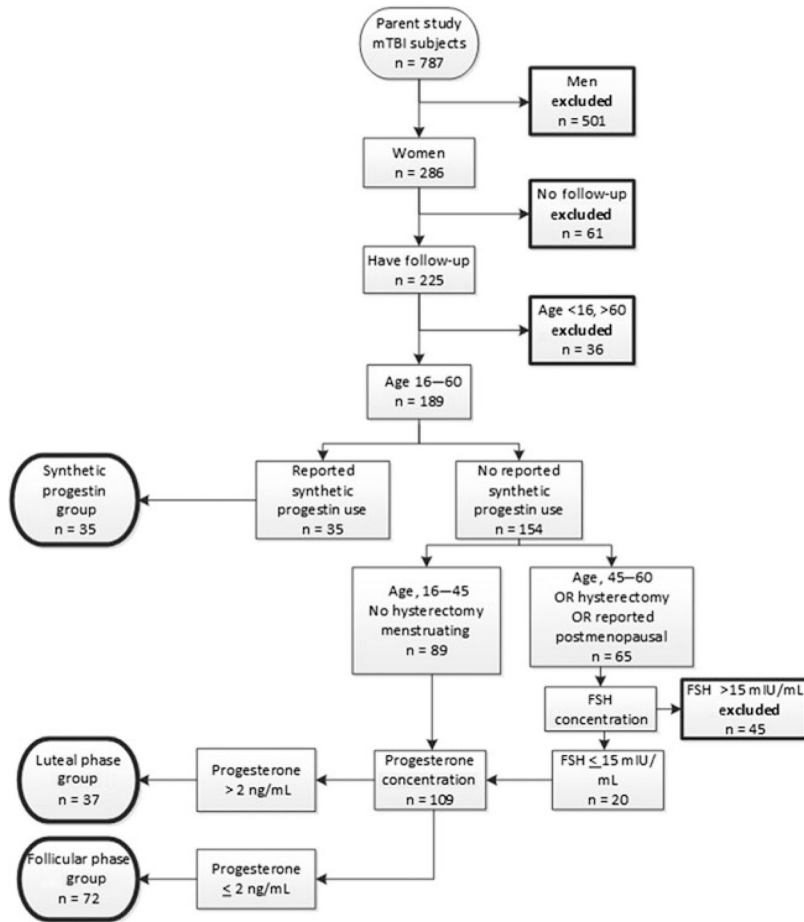 Parent study
mTBI subjects
n = 787
Men
excluded
n = 501
Women
n = 286
No follow-up
excluded
n = 61
Have follow-up
n = 225
Age <16, >60
excluded
n = 36
Age 16—60
n = 189
Synthetic
progestin
group
n = 35
Reported
synthetic
progestin use
n = 35
No reported
synthetic
progestin use
n = 154
Age, 16—45
No hysterectomy
menstruating
n = 89
Age, 45—60
OR hysterectomy
OR reported
postmenopausal
n = 65
FSH
concentration
FSH >15 mIU/mL
excluded
n = 45
Luteal phase
group
n = 37
Progesterone
> 2 ng/mL
Progesterone
concentration
n = 109
FSH ≤ 15 mIU/
mL
n = 20
Follicular phase
group
n = 72
Progesterone
≤ 2 ng/mL